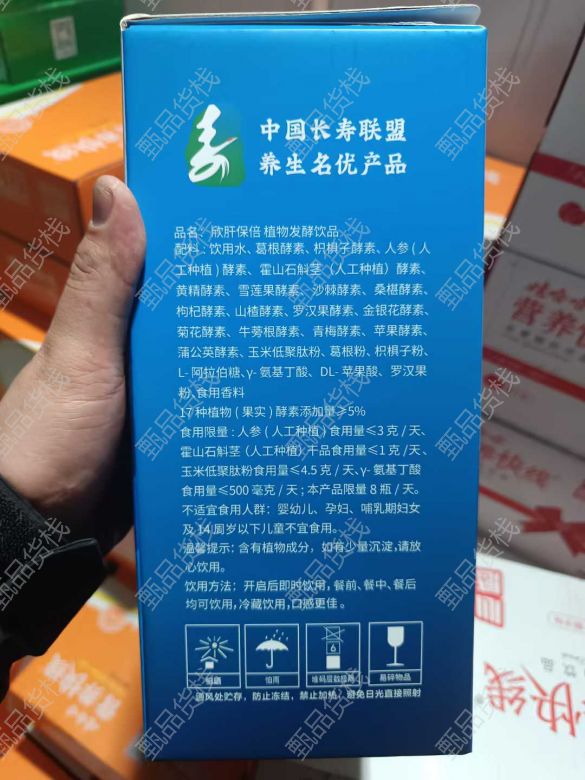 中国长寿联盟
养生名优产品
品名：欣肝保倍 植物发酵饮品
配料：饮用水、葛根酵素、枳椇子酵素、人参(人
工种植)酵素、霍山石斛茎（人工种植）酵素、
黄精酵素、雪莲果酵素、沙棘酵素、桑椹酵素、
枸杞酵素、山楂酵素、罗汉果酵素、金银花酵素、
菊花酵素、牛蒡根酵素、青梅酵素、苹果酵素、
蒲公英酵素、玉米低聚肽粉、葛根粉、枳椇子粉、
L-阿拉伯糖、γ-氨基丁酸、DL-苹果酸、罗汉果
粉、食用香料
17种植物(果实)酵素添加量≥5%
食用限量：人参(人工种植)食用量≤3克/天、
霍山石斛茎（人工种植)干品食用量≤1克/天、
玉米低聚肽粉食用量≤4.5克/天、γ-氨基丁酸
食用量≤500毫克/天；本产品限量8瓶/天。
不适宜食用人群：婴幼儿、孕妇、哺乳期妇女
及14周岁以下儿童不宜食用。
温馨提示：含有植物成分，如有少量沉淀,请放
心饮用。
饮用方法：开启后即时饮用，餐前、餐中、餐后
均可饮用，冷藏饮用，口感更佳。
怕晒
怕雨
6
堆码层数极限
易碎物品
通风处贮存，防止冻结，禁止加热，避免日光直接照射
营养快线
快线
甄品货栈